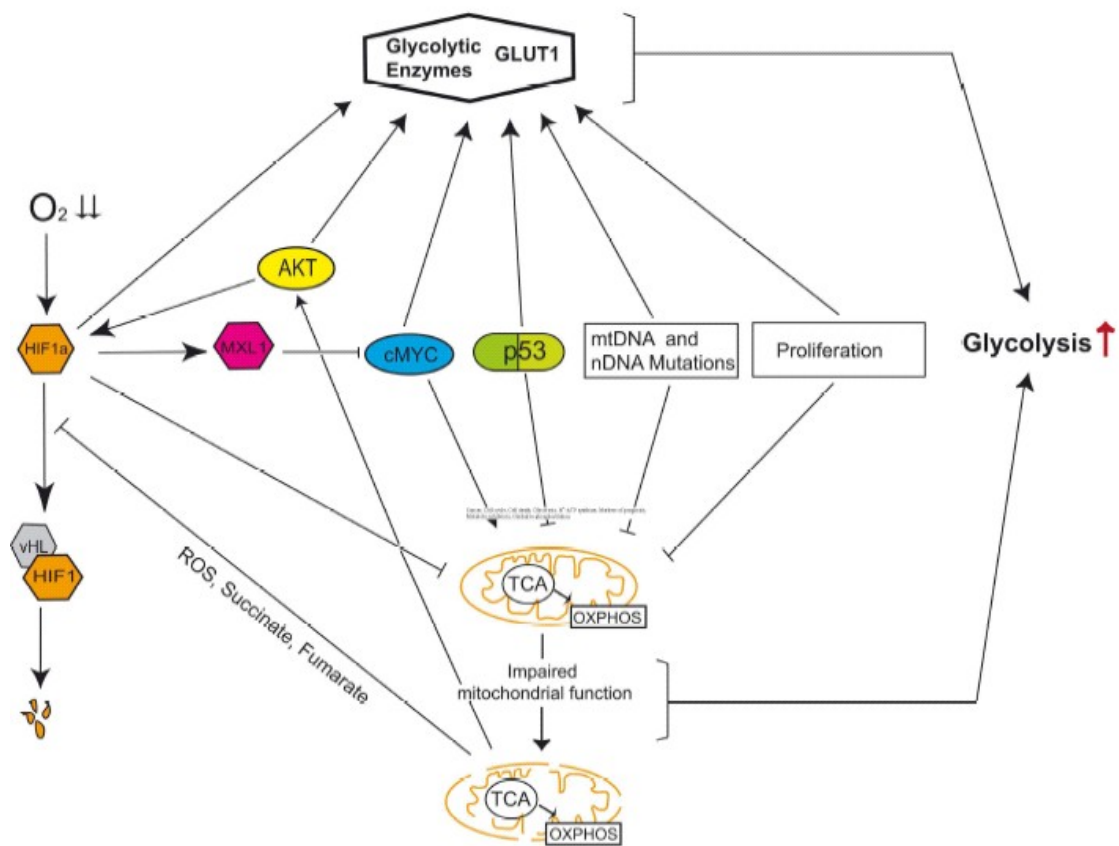 Glycolytic GLUT1
Enzymes
O₂ ↓↓
AKT
HIF1a
MXL1
cMYC
p53
mtDNA and
nDNA Mutations
Proliferation
Glycolysis ↑
vHL
HIF1
ROS, Succinate, Fumarate
TCA
OXPHOS
Impaired
mitochondrial function
TCA
OXPHOS